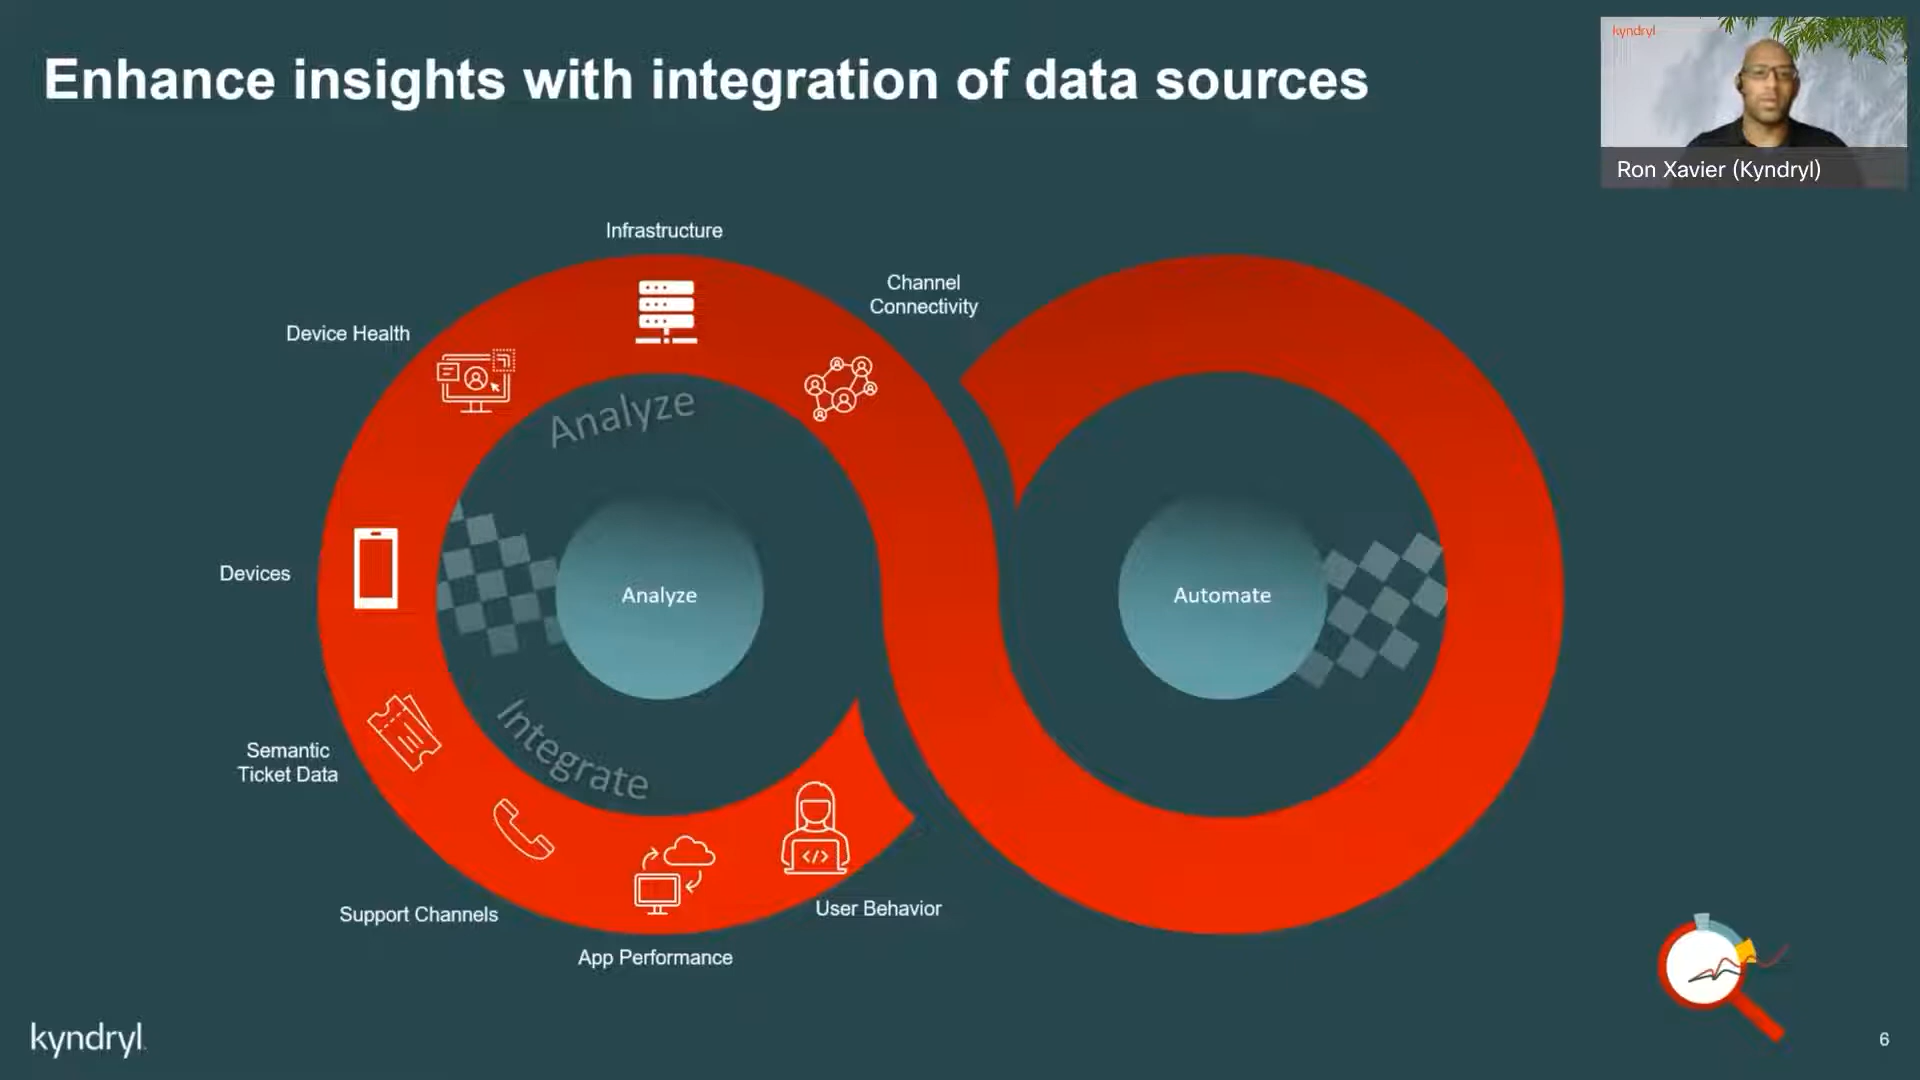 Enhance insights with integration of data sources
kyndryl
Ron Xavier (Kyndryl)
Infrastructure
Channel
Connectivity
Device Health
Analyze
Devices
Analyze
Automate
Semantic
Ticket Data
Integrate
</>
Support Channels
User Behavior
App Performance
kyndryl
6